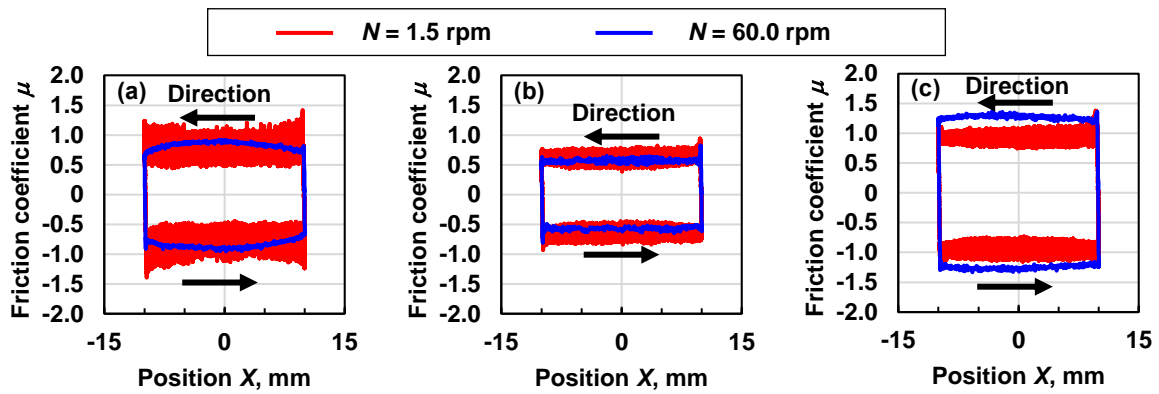 N = 1.5 rpm N = 60.0 rpm
(a)
Direction
Friction coefficient μ
2.0
1.5
1.0
0.5
0
-0.5
-1.0
-1.5
-2.0
-15 0 15
Position X, mm
(b)
Direction
Friction coefficient μ
2.0
1.5
1.0
0.5
0
-0.5
-1.0
-1.5
-2.0
-15 0 15
Position X, mm
(c)
Direction
Friction coefficient μ
2.0
1.5
1.0
0.5
0
-0.5
-1.0
-1.5
-2.0
-15 0 15
Position X, mm